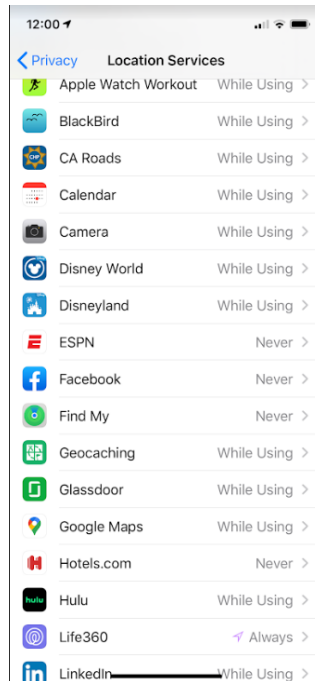 12:00
Privacy Location Services
Apple Watch Workout While Using
BlackBird While Using
CHP CA Roads While Using
Calendar While Using
Camera While Using
Disney World While Using
Disneyland While Using
ESPN Never
Facebook Never
Find My Never
Geocaching While Using
Glassdoor While Using
Google Maps While Using
Hotels.com Never
hulu Hulu While Using
Life360 Always
in LinkedIn While Using